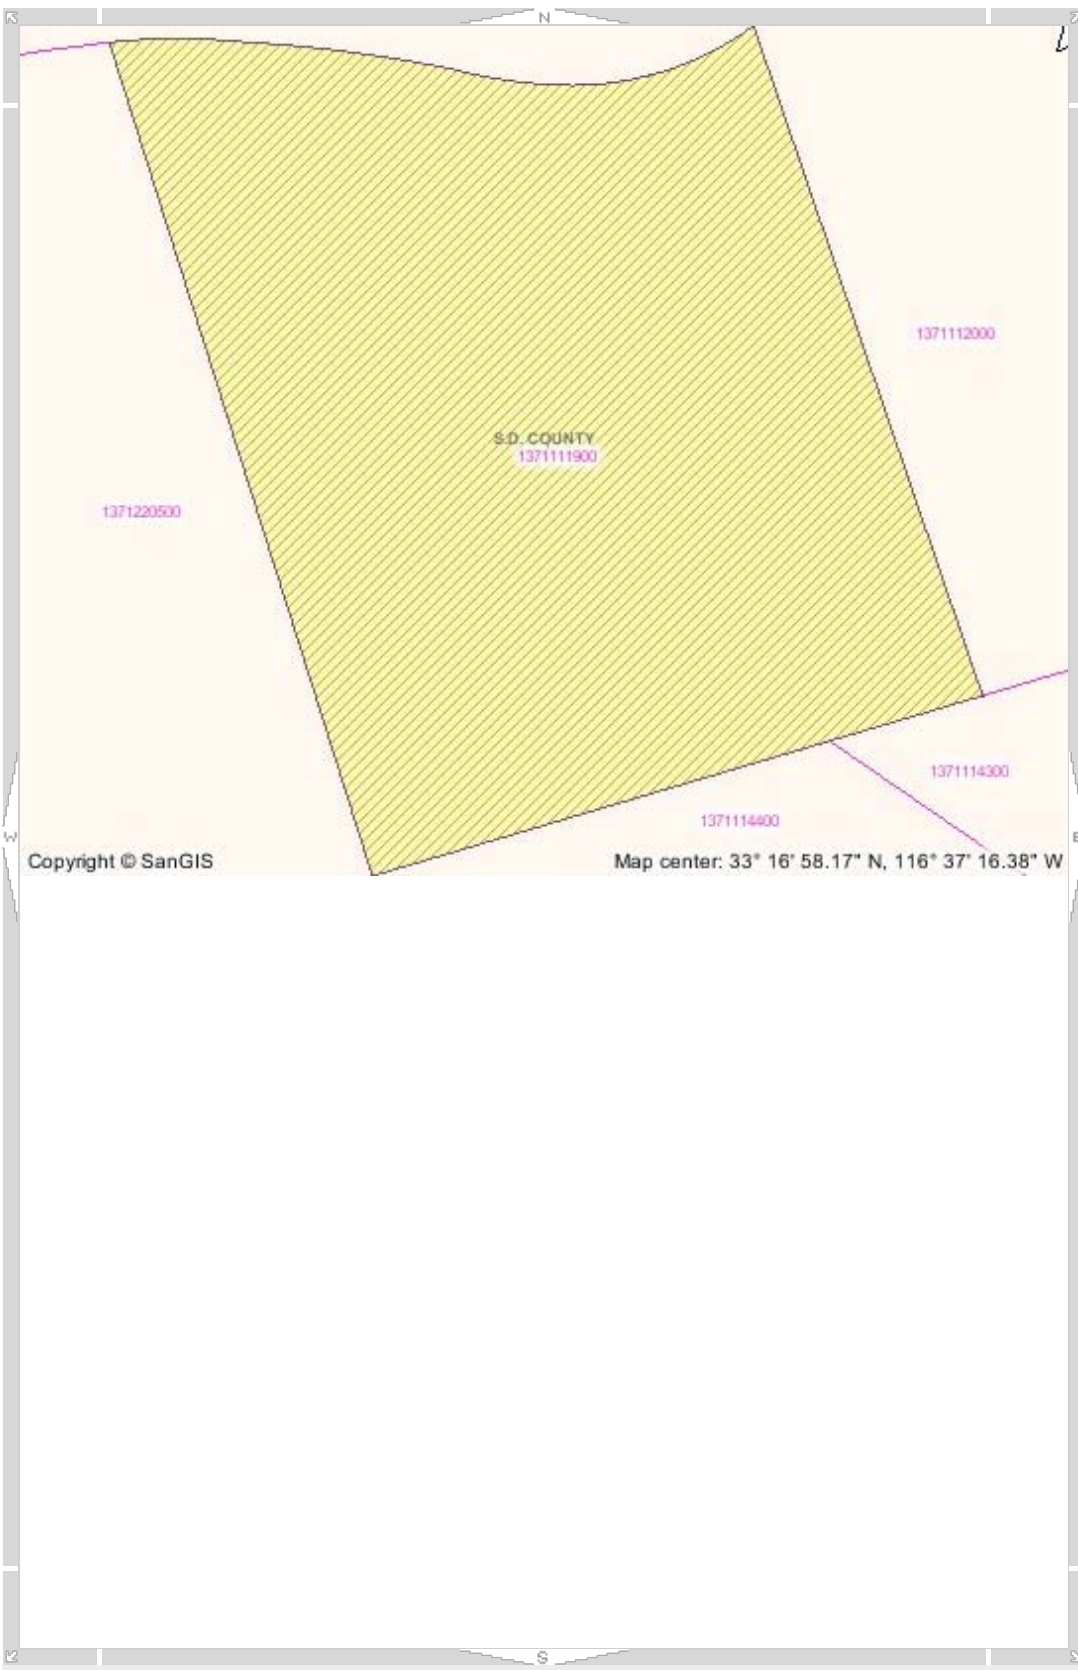 N
1371112000
S.D. COUNTY
1371111900
1371220500
1371114300
1371114400
W
E
Copyright © SanGIS
Map center: 33° 16' 58.17" N, 116° 37' 16.38" W
S